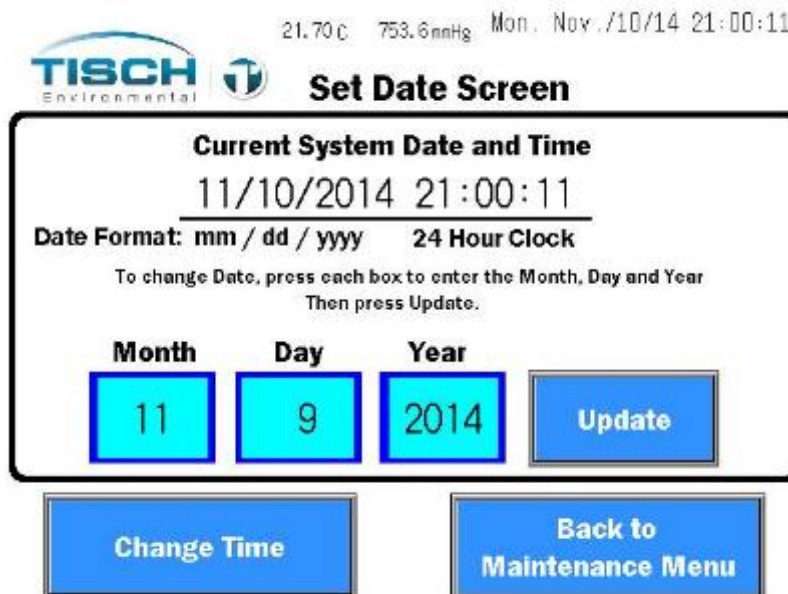 21.70C 753.6mmHg Mon. Nov./10/14 21:00:11
TISCH
Environmental
Set Date Screen
Current System Date and Time
11/10/2014 21:00:11
Date Format: mm / dd / yyyy 24 Hour Clock
To change Date, press each box to enter the Month, Day and Year
Then press Update.
Month Day Year
11 9 2014 Update
Change Time
Back to
Maintenance Menu